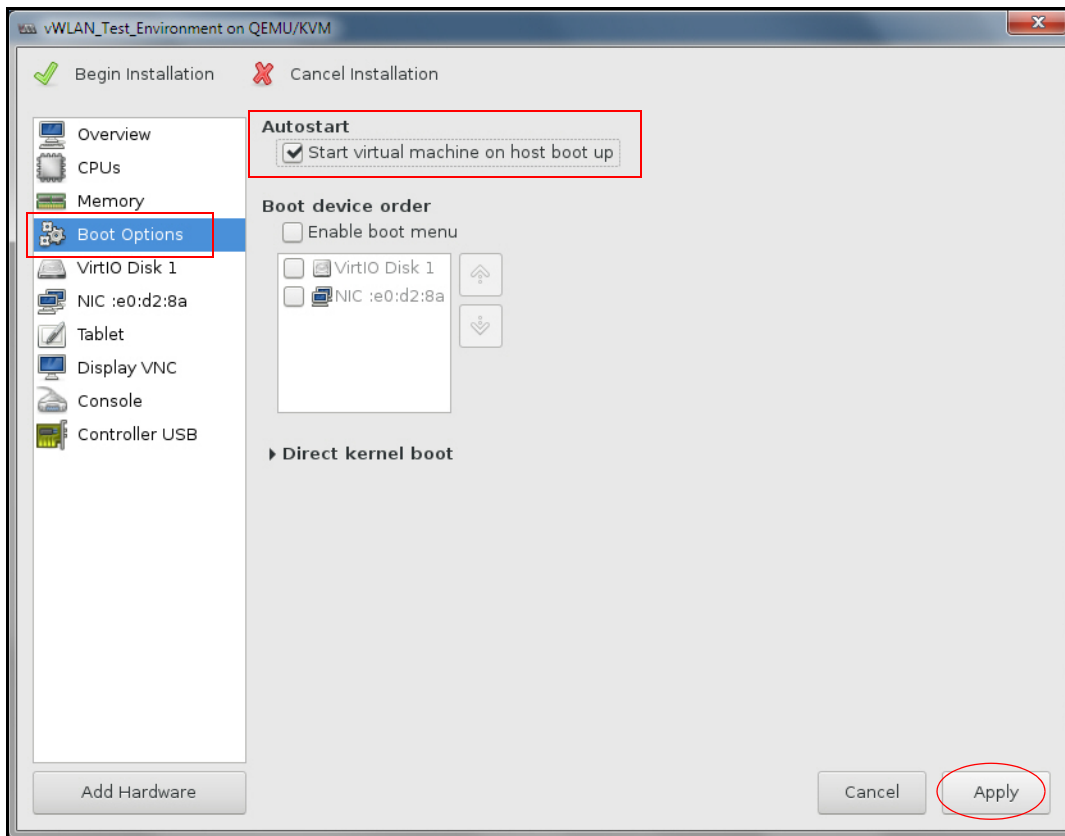 vWLAN_Test_Environment on QEMU/KVM
Begin Installation
Cancel Installation
Overview
CPUs
Memory
Boot Options
VirtIO Disk 1
NIC :e0:d2:8a
Tablet
Display VNC
Console
Controller USB
Add Hardware
Autostart
Start virtual machine on host boot up
Boot device order
Enable boot menu
VirtIO Disk 1
NIC :e0:d2:8a
Direct kernel boot
Cancel
Apply